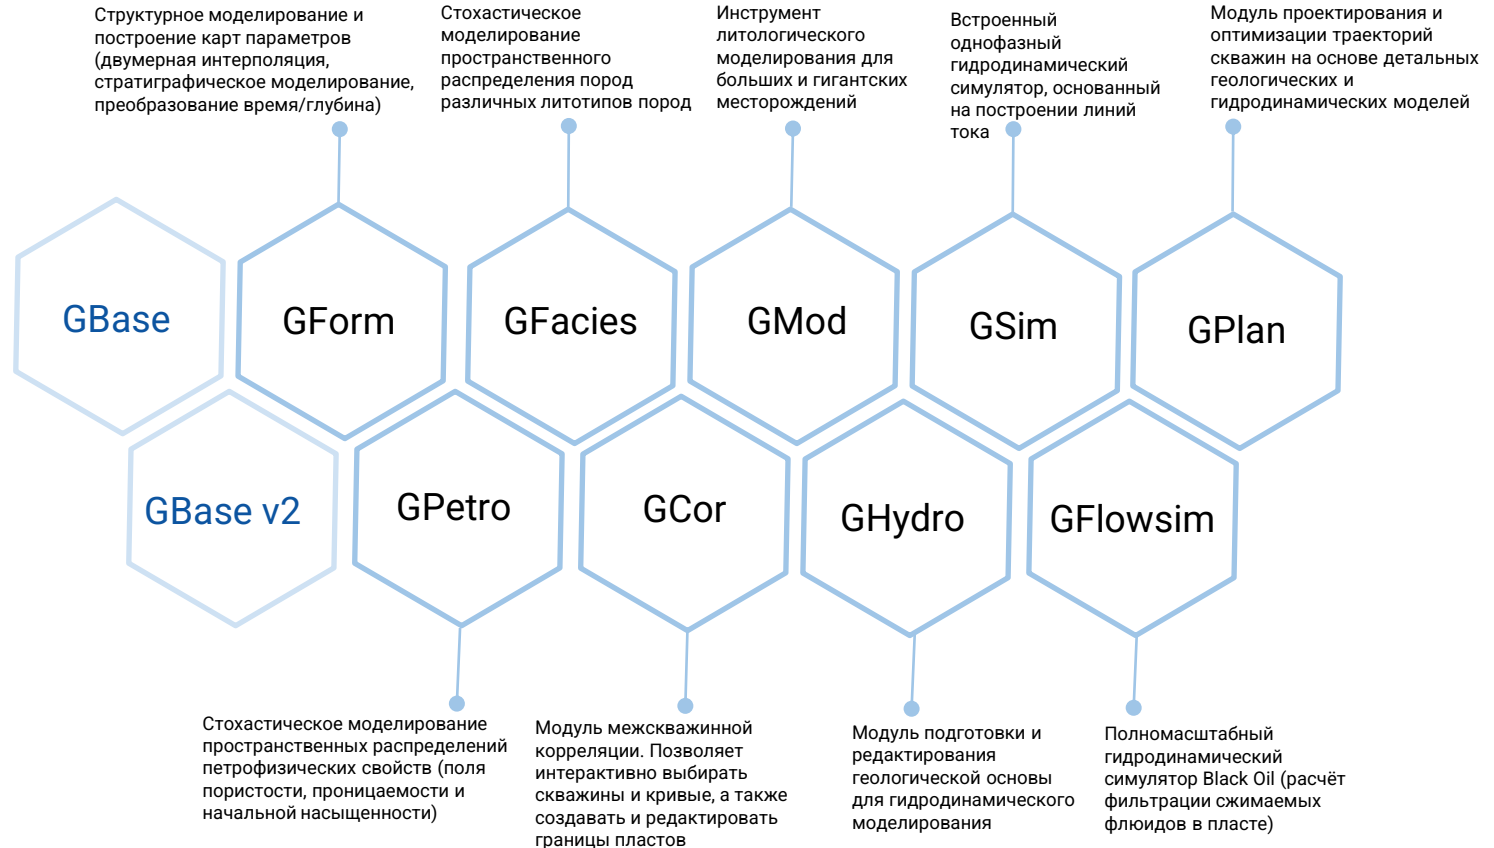 Структурное моделирование и
построение карт параметров
(двумерная интерполяция,
стратиграфическое моделирование,
преобразование время/глубина)
Стохастическое
моделирование
пространственного
распределения пород
различных литотипов пород
Инструмент
литологического
моделирования для
больших и гигантских
месторождений
Встроенный
однофазный
гидродинамический
симулятор, основанный
на построении линий
тока
Модуль проектирования и
оптимизации траекторий
скважин на основе детальных
геологических и
гидродинамических моделей
GBase
GForm
GFacies
GMod
GSim
GPlan
GBase v2
GPetro
GCor
GHydro
GFlowsim
Стохастическое моделирование
пространственных распределений
петрофизических свойств (поля
пористости, проницаемости и
начальной насыщенности)
Модуль межскважинной
корреляции. Позволяет
интерактивно выбирать
скважины и кривые, а также
создавать и редактировать
границы пластов
Модуль подготовки и
редактирования
геологической основы
для гидродинамического
моделирования
Полномасштабный
гидродинамический
симулятор Black Oil (расчёт
фильтрации сжимаемых
флюидов в пласте)